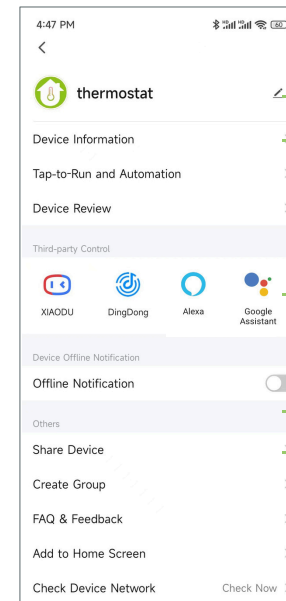 4:47 PM
60
thermostat
Device Information
Tap-to-Run and Automation
Device Review
Third-party Control
XIAODU
DingDong
Alexa
Google
Assistant
Device Offline Notification
Offline Notification
Others
Share Device
Create Group
FAQ & Feedback
Add to Home Screen
Check Device Network
Check Now